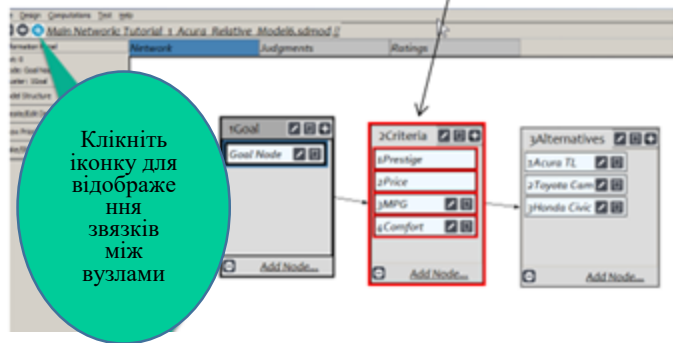 Design Computations Test Help
Main Network: Tutorial_1_Acura_Relative_Model6.sdmod //
Network Judgments Ratings
Клікніть
іконку для
відображе
ння
звязків
між
вузлами
1Goal
Goal Node
Add Node...
2Criteria
1Prestige
2Price
3MPG
4Comfort
Add Node...
3Alternatives
1Acura TL
2Toyota Cam
3Honda Civic
Add Node...